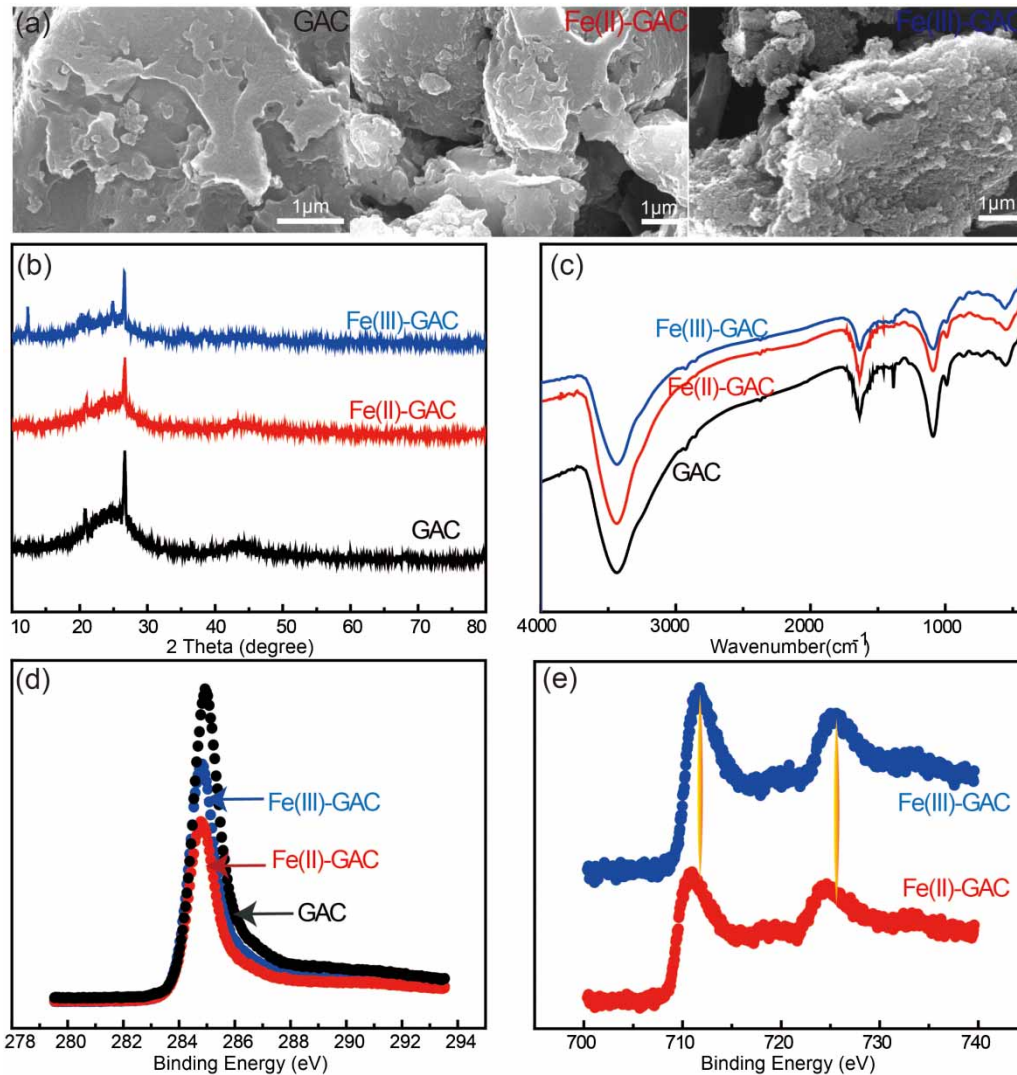 (a) GAC Fe(II)-GAC Fe(III)-GAC
1μm 1μm 1μm
(b)
Fe(III)-GAC
Fe(II)-GAC
GAC
10 20 30 40 50 60 70 80
2 Theta (degree)
(c)
Fe(III)-GAC
Fe(II)-GAC
GAC
4000 3000 2000 1000
Wavenumber(cm-1)
(d)
Fe(III)-GAC
Fe(II)-GAC
GAC
278 280 282 284 286 288 290 292 294
Binding Energy (eV)
(e)
Fe(III)-GAC
Fe(II)-GAC
700 710 720 730 740
Binding Energy (eV)